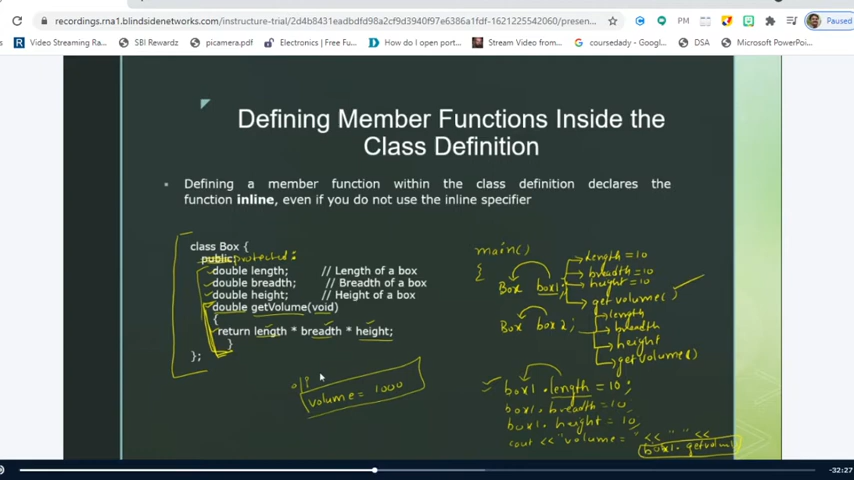 recordings.rna1.blindsidenetworks.com/instructure-trial/2d4b8431eadbdfd98a2cf9d3940f97e6386a1fdf-1621225542060/presen...
Paused
Video Streaming Ra...
SBI Rewardz
picamera.pdf
Electronics | Free Fu...
How do I open port...
Stream Video from...
coursedady - Googl...
DSA
Microsoft PowerPoi...
Defining Member Functions Inside the
Class Definition
Defining a member function within the class definition declares the
function inline, even if you do not use the inline specifier
class Box {
public: protected:
double length; // Length of a box
double breadth; // Breadth of a box
double height; // Height of a box
double getVolume(void)
{
return length * breadth * height;
}
};
o/p
volume = 1000
main()
{
Box box1;
length = 10
breadth = 10
height = 10
getvolume()
Box box2;
length
breadth
height
getvolume()
box1.length = 10;
box1.breadth = 10;
box1.height = 10;
cout << "volume = " << " " <<
box1.getvolum()
-32:27